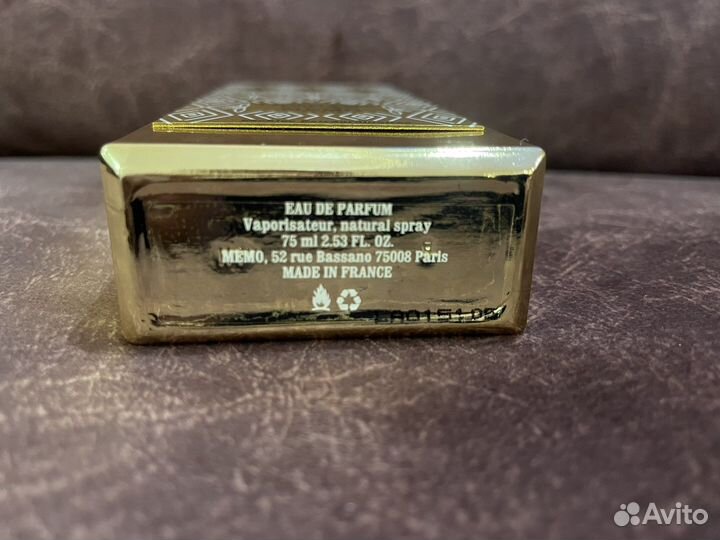 EAU DE PARFUM
Vaporisateur, natural spray
75 ml 2.53 FL. OZ.
MEMO, 52 rue Bassano 75008 Paris
MADE IN FRANCE
Avito